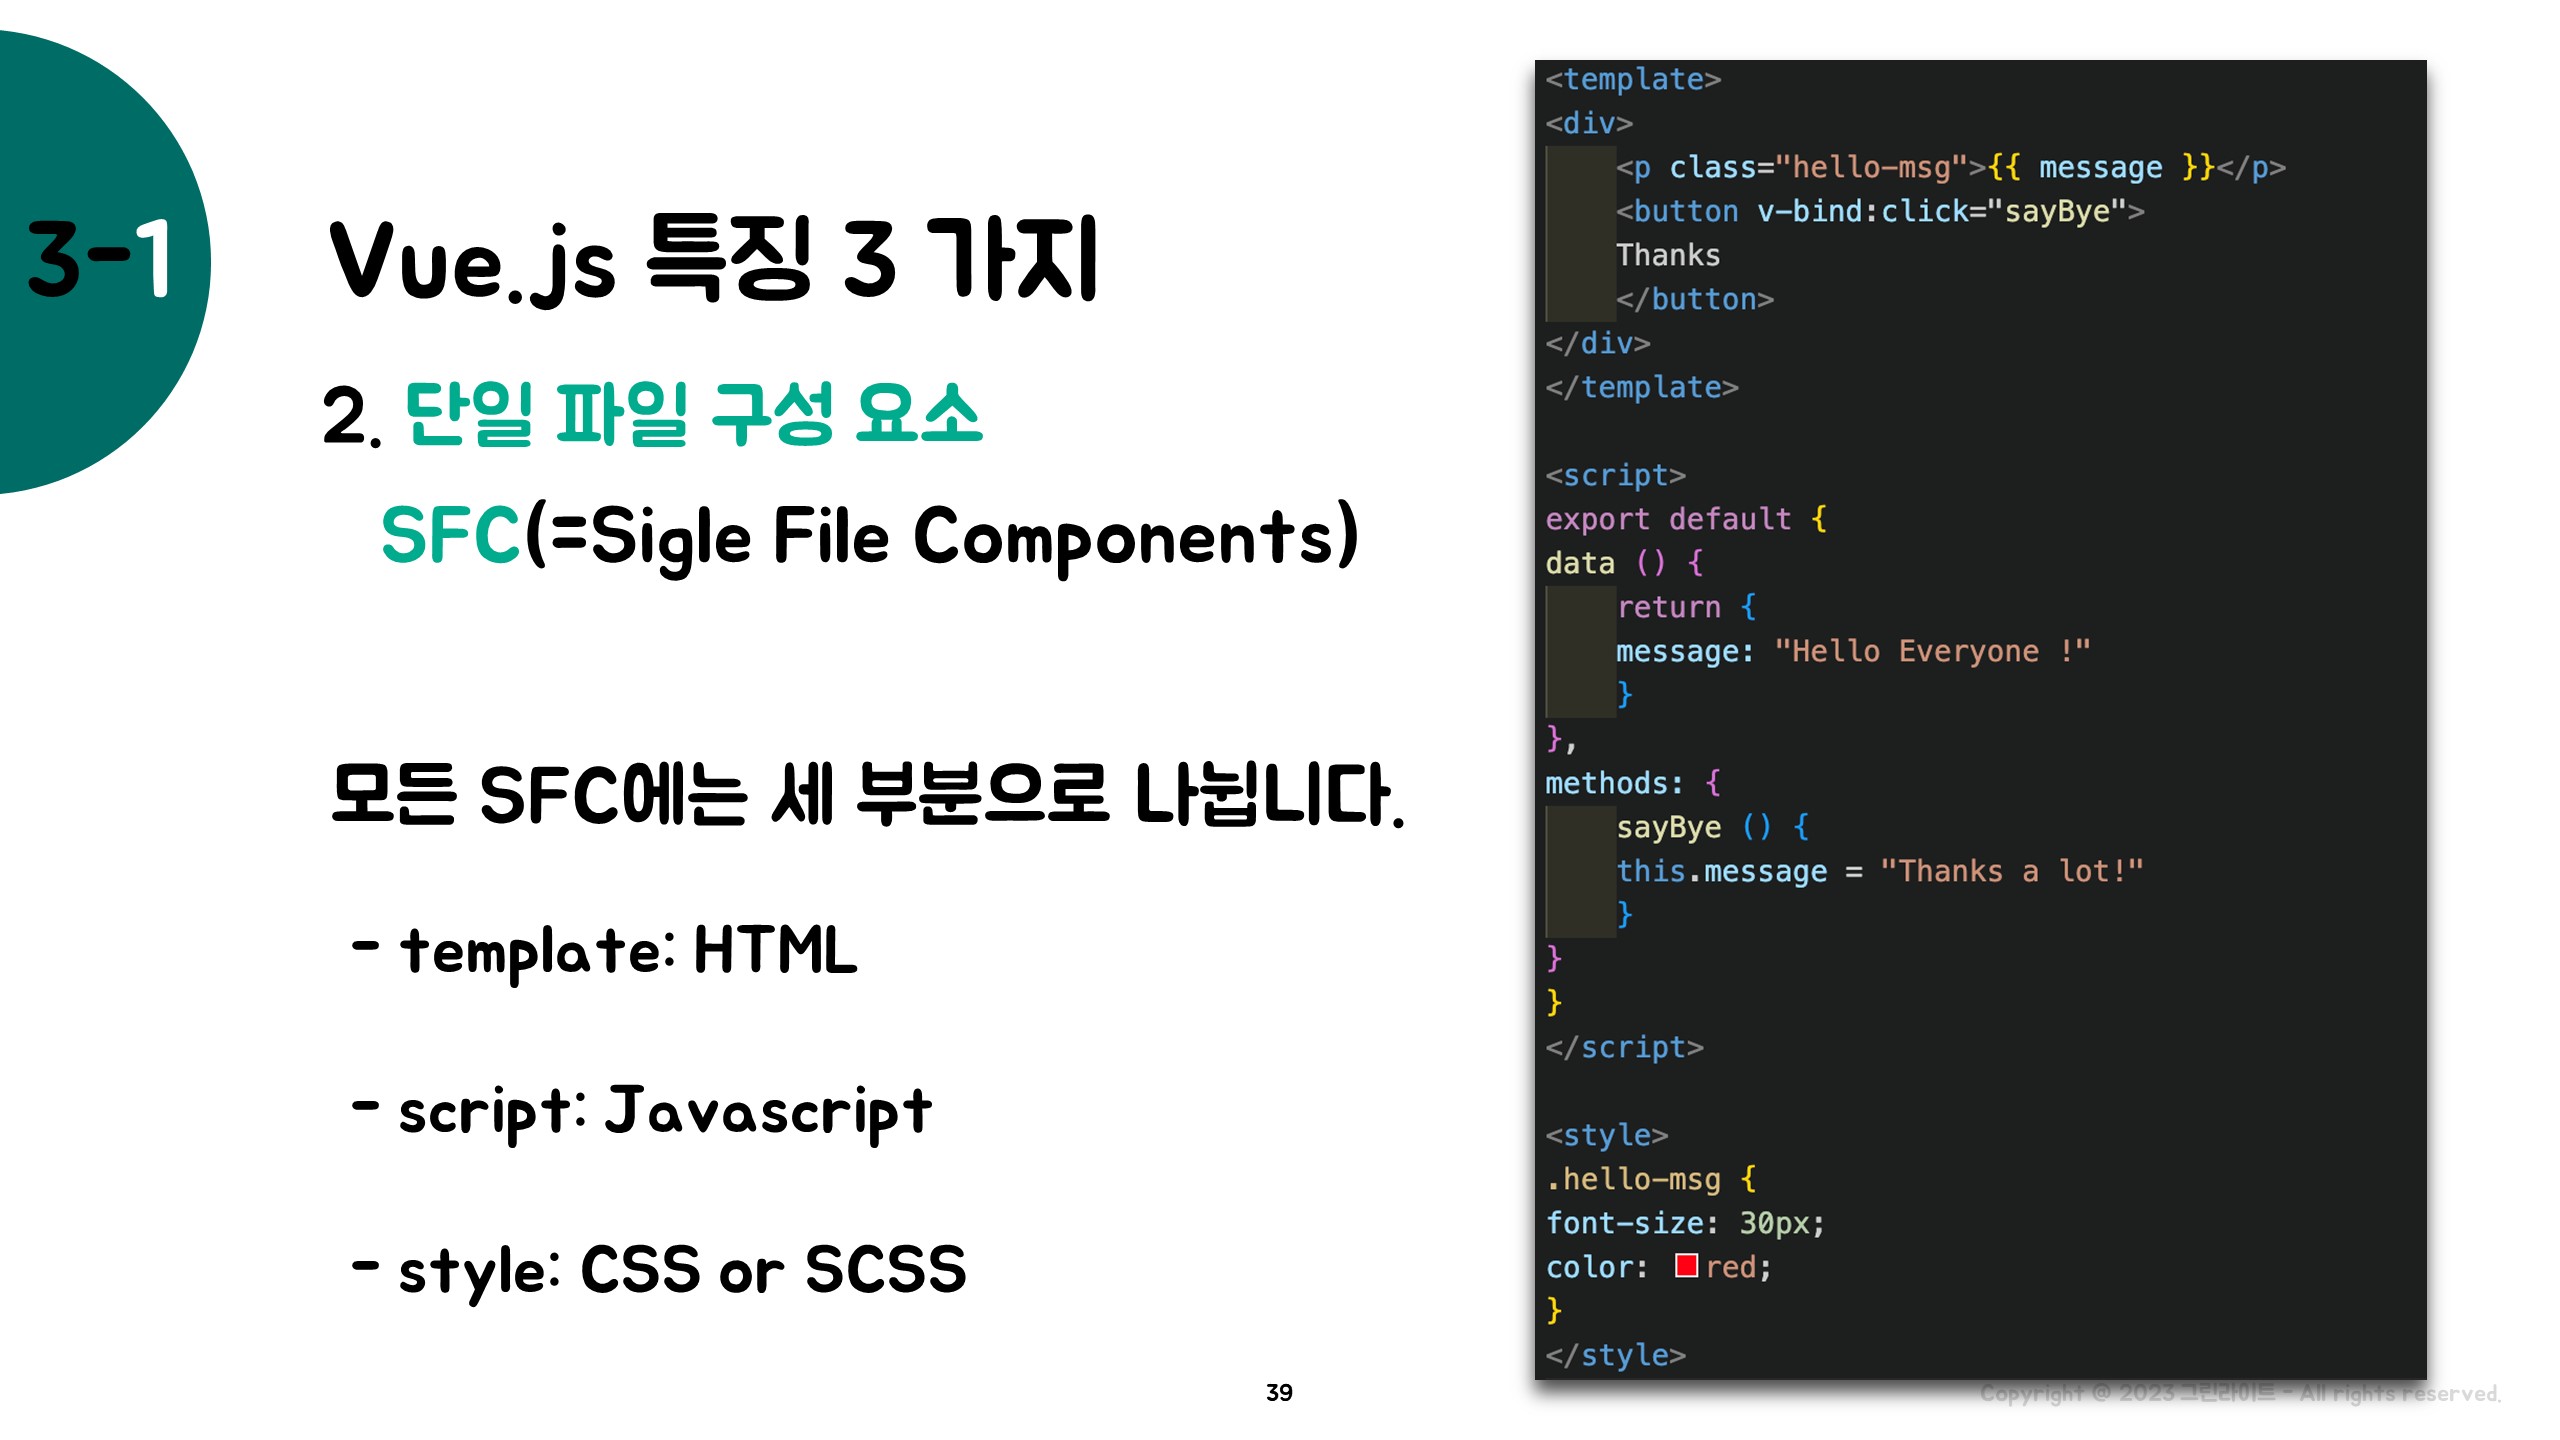 3-1
Vue.js 특징 3 가지
2. 단일 파일 구성 요소
SFC(=Sigle File Components)
모든 SFC에는 세 부분으로 나뉩니다.
- template: HTML
- script: Javascript
- style: CSS or SCSS
<template>
<div>
<p class="hello-msg">{{ message }}</p>
<button v-bind:click="sayBye">
Thanks
</button>
</div>
</template>
<script>
export default {
data () {
return {
message: "Hello Everyone !"
}
},
methods: {
sayBye () {
this.message = "Thanks a lot!"
}
}
}
</script>
<style>
.hello-msg {
font-size: 30px;
color: red;
}
</style>
39
Copyright @ 2023 그린라이트 - All rights reserved.